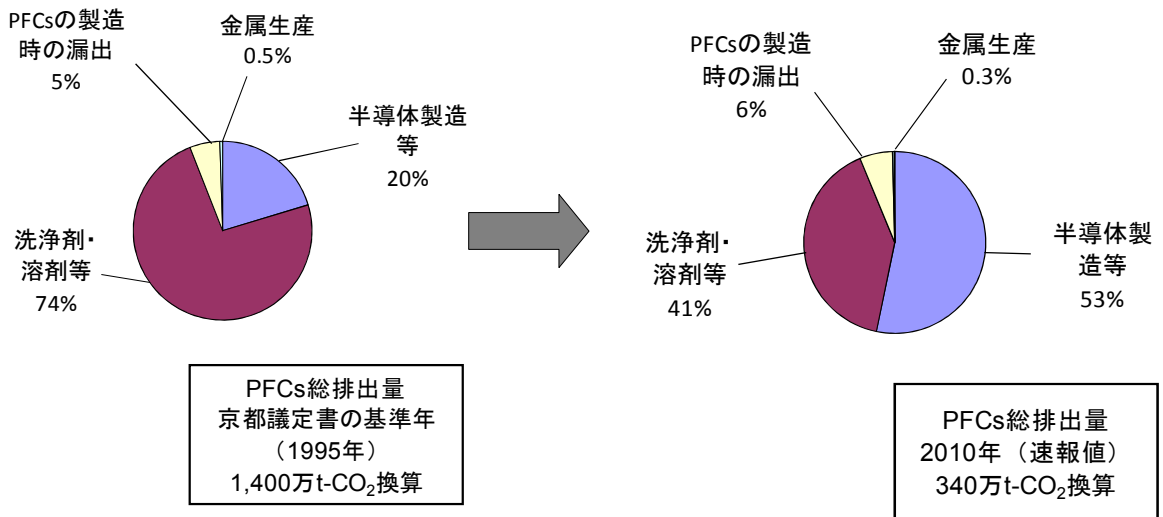 PFCsの製造
時の漏出
5%
金属生産
0.5%
半導体製造
等
20%
洗浄剤・
溶剤等
74%
PFCs総排出量
京都議定書の基準年
（1995年）
1,400万t-CO₂換算
PFCsの製造
時の漏出
6%
金属生産
0.3%
半導体製
造等
53%
洗浄剤・
溶剤等
41%
PFCs総排出量
2010年（速報値）
340万t-CO₂換算